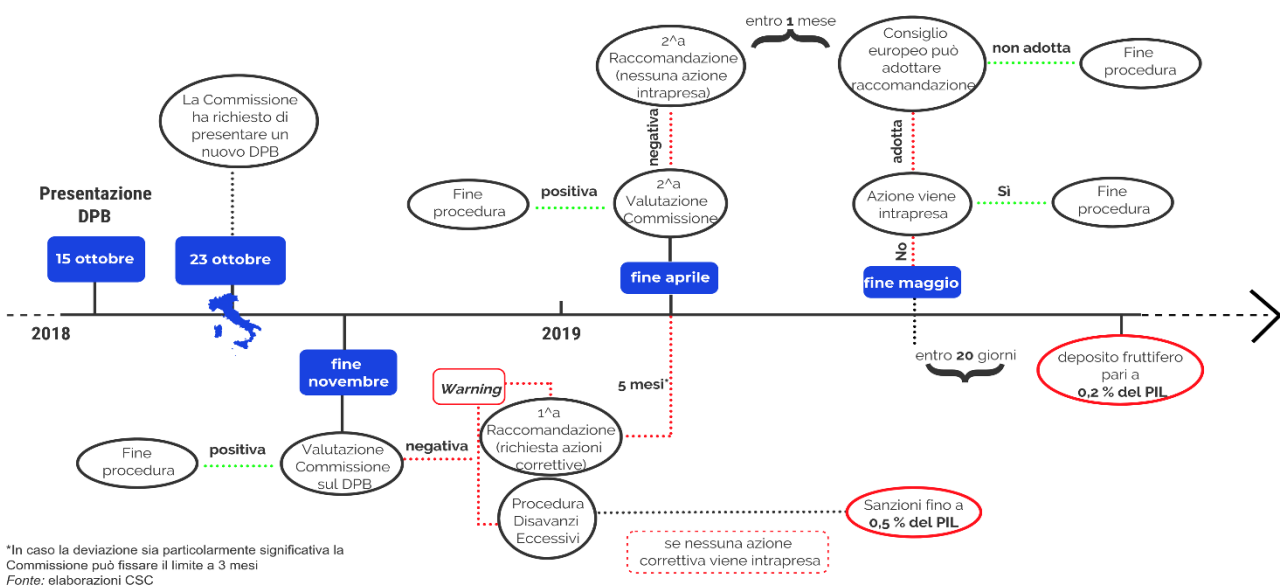 entro 1 mese
2^a
Raccomandazione
(nessuna azione
intrapresa)
Consiglio
europeo può
adottare
raccomandazione
non adotta
Fine
procedura
La Commissione
ha richiesto di
presentare un
nuovo DPB
negativa
adotta
Presentazione
DPB
Fine
procedura
positiva
2^a
Valutazione
Commissione
Azione viene
intrapresa
Sì
Fine
procedura
15 ottobre
23 ottobre
fine aprile
No
fine maggio
2018
2019
fine
novembre
Warning
5 mesi*
entro 20 giorni
deposito fruttifero
pari a
0,2 % del PIL
1^a
Raccomandazione
(richiesta azioni
correttive)
Fine
procedura
positiva
Valutazione
Commissione
sul DPB
negativa
Procedura
Disavanzi
Eccessivi
Sanzioni fino a
0,5 % del PIL
se nessuna azione
correttiva viene intrapresa
*In caso la deviazione sia particolarmente significativa la
Commissione può fissare il limite a 3 mesi
Fonte: elaborazioni CSC